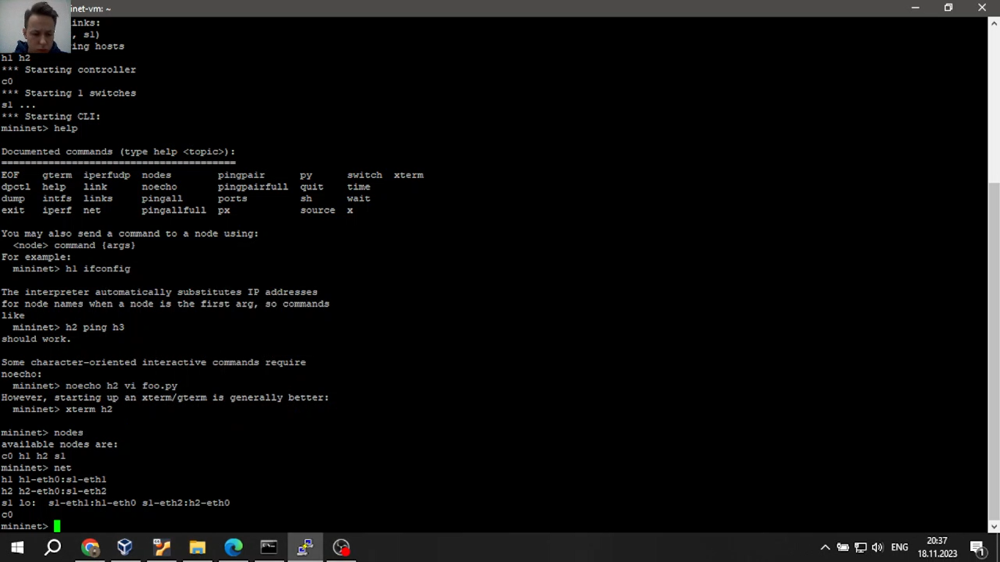 inet-vm: ~
inks:
, s1)
ing hosts
h1 h2
*** Starting controller
c0
*** Starting 1 switches
s1 ...
*** Starting CLI:
mininet> help
Documented commands (type help <topic>):
========================================
EOF    gterm  iperfudp  nodes        pingpair      py      switch  xterm
dpctl  help   link      noecho       pingpairfull  quit    time
dump   intfs  links     pingall      ports         sh      wait
exit   iperf  net       pingallfull  px            source  x
You may also send a command to a node using:
<node> command {args}
For example:
mininet> h1 ifconfig
The interpreter automatically substitutes IP addresses
for node names when a node is the first arg, so commands
like
mininet> h2 ping h3
should work.
Some character-oriented interactive commands require
noecho:
mininet> noecho h2 vi foo.py
However, starting up an xterm/gterm is generally better:
mininet> xterm h2
mininet> nodes
available nodes are:
c0 h1 h2 s1
mininet> net
h1 h1-eth0:s1-eth1
h2 h2-eth0:s1-eth2
s1 lo:  s1-eth1:h1-eth0 s1-eth2:h2-eth0
c0
mininet>
ENG
20:37
18.11.2023
1